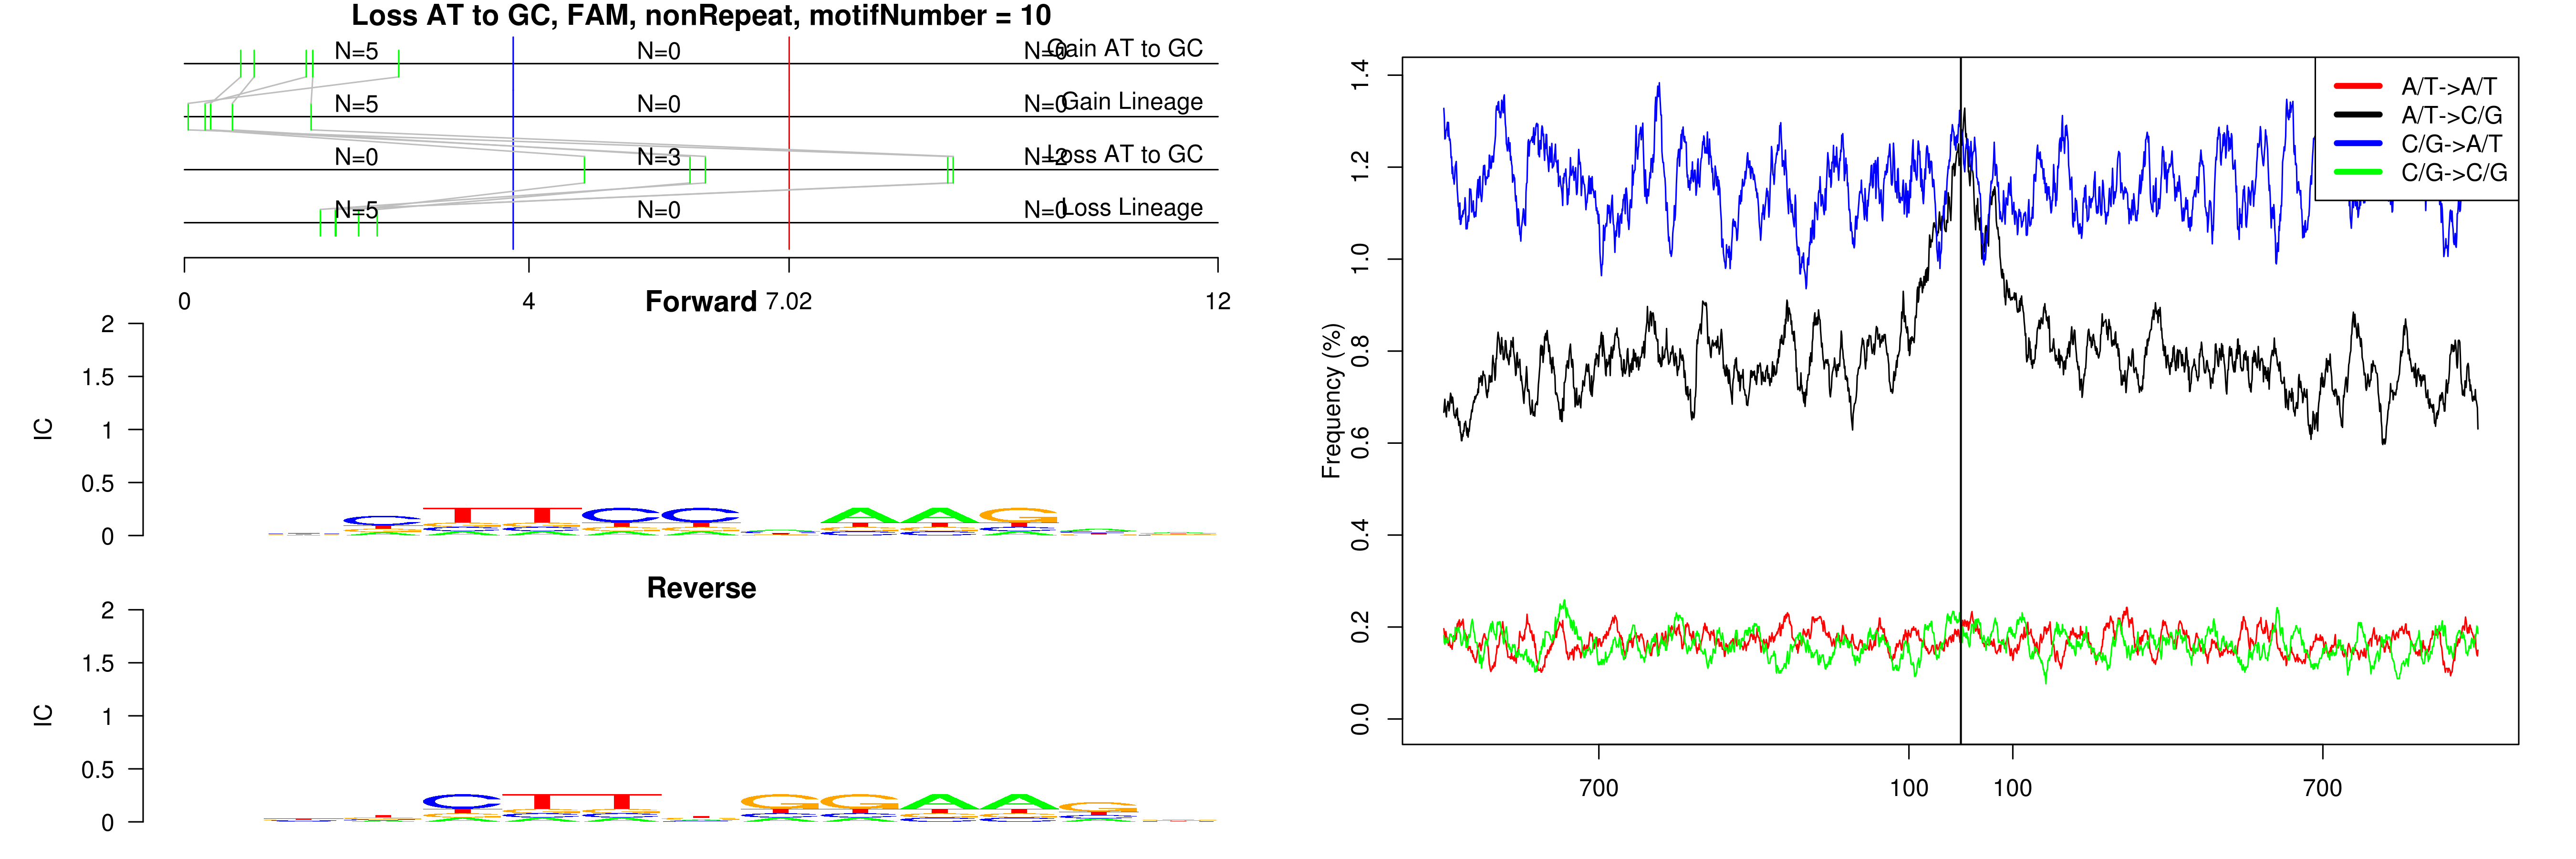 Loss AT to GC, FAM, nonRepeat, motifNumber = 10
N=5 N=0 N=0 Gain AT to GC
N=5 N=0 N=0 Gain Lineage
N=0 N=3 N=2 Loss AT to GC
N=5 N=0 N=0 Loss Lineage
0 4 7.02 12
Forward
IC
2
1.5
1
0.5
0
C T T C C A A G
Reverse
IC
2
1.5
1
0.5
0
C T T G G A A G
Frequency (%)
1.4
1.2
1.0
0.8
0.6
0.4
0.2
0.0
700 100 100 700
A/T->A/T
A/T->C/G
C/G->A/T
C/G->C/G